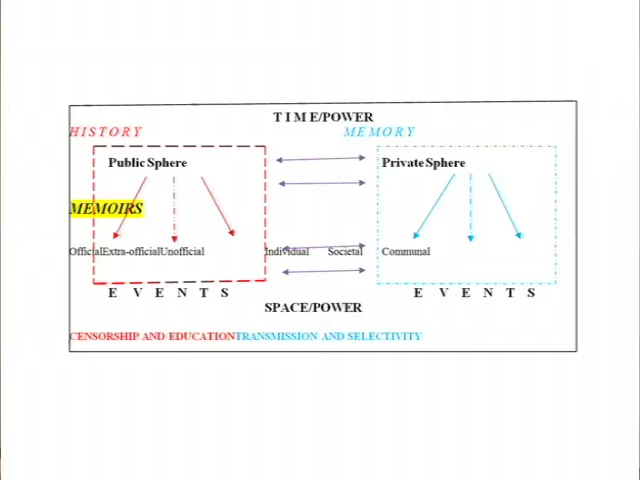 T I M E/POWER
HISTORY MEMORY
Public Sphere Private Sphere
MEMOIRS
OfficialExtra-officialUnofficial Individual Societal Communal
E V E N T S E V E N T S
SPACE/POWER
CENSORSHIP AND EDUCATIONTRANSMISSION AND SELECTIVITY